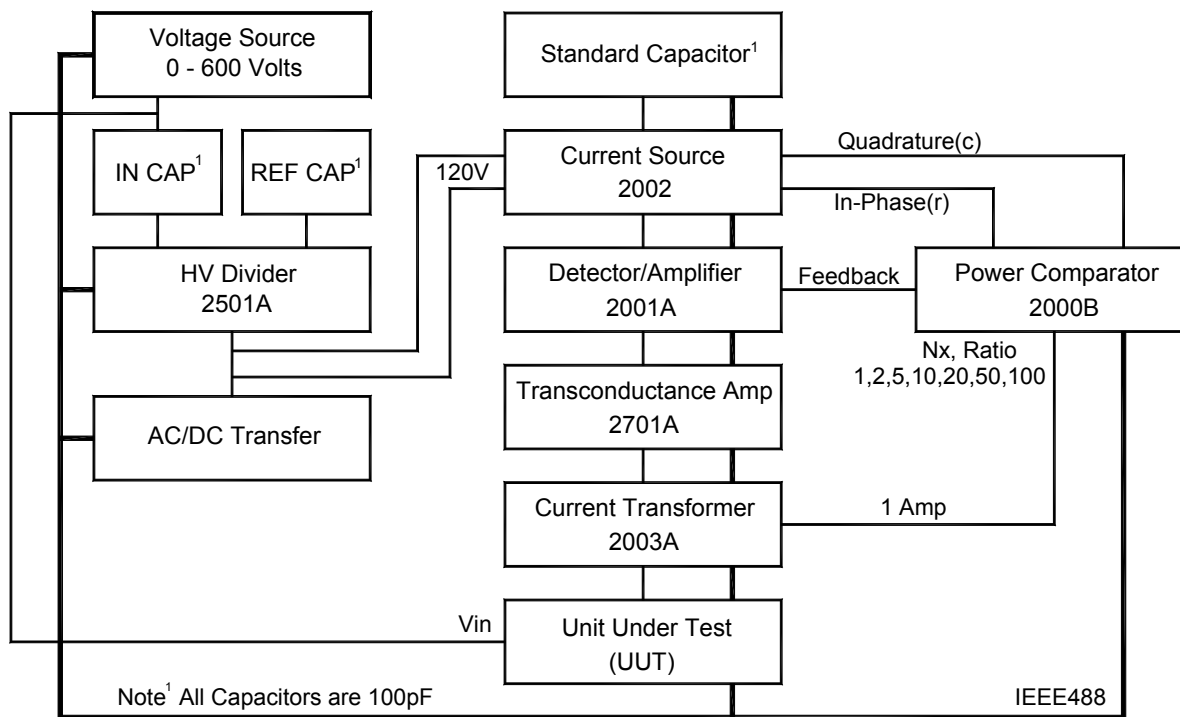 Voltage Source
0 - 600 Volts
Standard Capacitor¹
IN CAP¹
REF CAP¹
120V
Current Source
2002
Quadrature(c)
In-Phase(r)
HV Divider
2501A
Detector/Amplifier
2001A
Feedback
Power Comparator
2000B
Nx, Ratio
1,2,5,10,20,50,100
AC/DC Transfer
Transconductance Amp
2701A
Current Transformer
2003A
1 Amp
Vin
Unit Under Test
(UUT)
Note¹ All Capacitors are 100pF
IEEE488